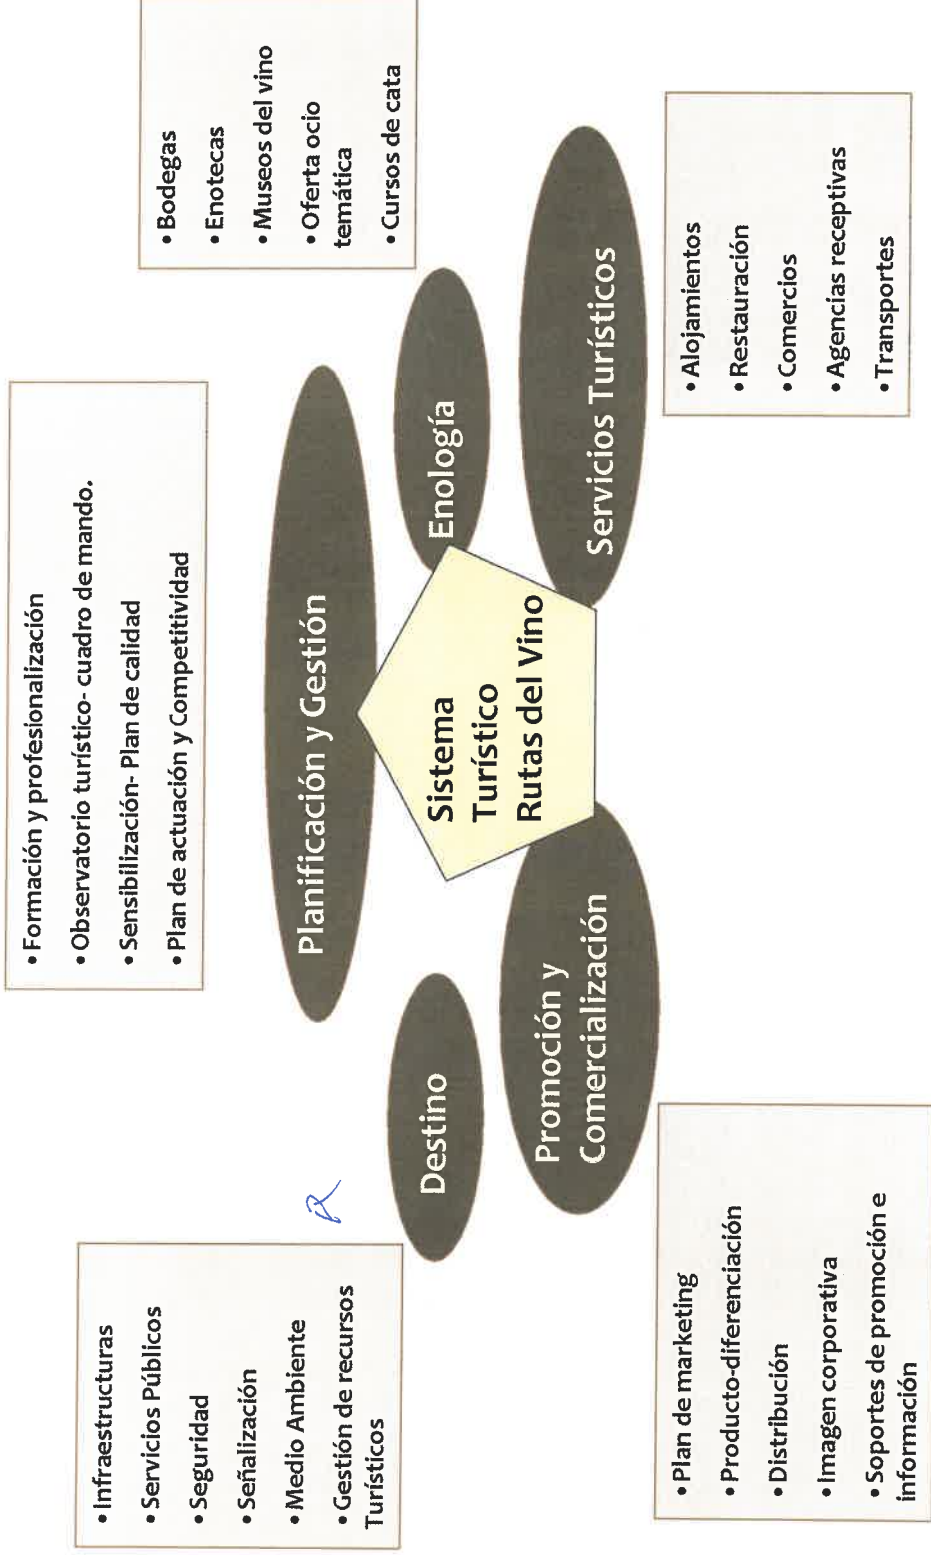 • Formación y profesionalización
• Observatorio turístico- cuadro de mando.
• Sensibilización- Plan de calidad
• Plan de actuación y Competitividad
• Infraestructuras
• Servicios Públicos
• Seguridad
• Señalización
• Medio Ambiente
• Gestión de recursos
Turísticos
• Bodegas
• Enotecas
• Museos del vino
• Oferta ocio
temática
• Cursos de cata
Planificación y Gestión
Destino
Enología
Sistema
Turístico
Rutas del Vino
Promoción y
Comercialización
Servicios Turísticos
• Plan de marketing
• Producto-diferenciación
• Distribución
• Imagen corporativa
• Soportes de promoción e
información
• Alojamientos
• Restauración
• Comercios
• Agencias receptivas
• Transportes